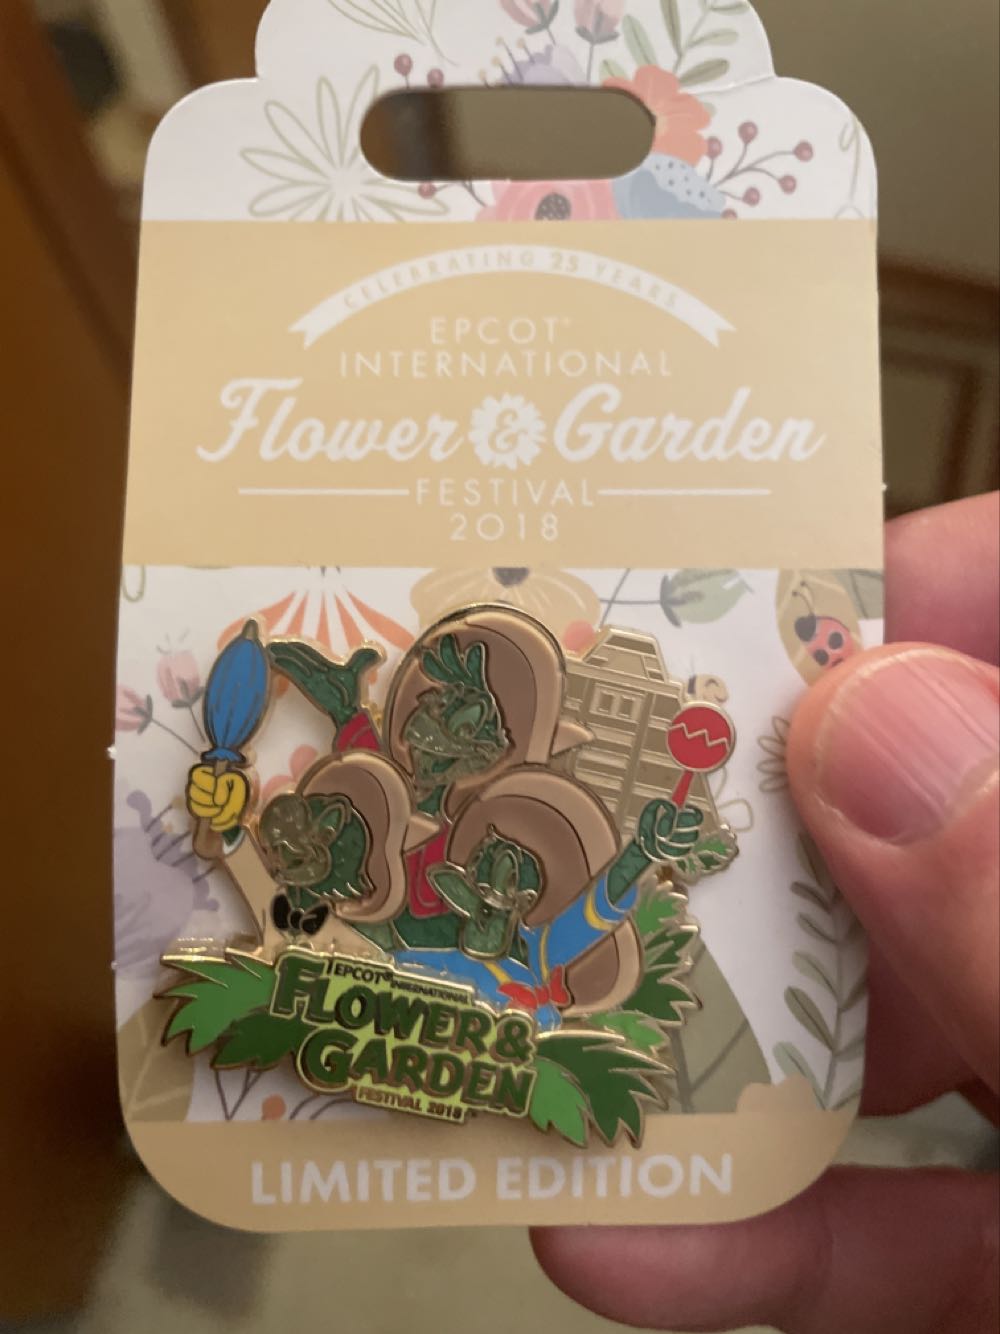 CELEBRATING 25 YEARS
EPCOT®
INTERNATIONAL
Flower & Garden
FESTIVAL
2018
EPCOT® INTERNATIONAL
FLOWER &
GARDEN
FESTIVAL 2018
LIMITED EDITION